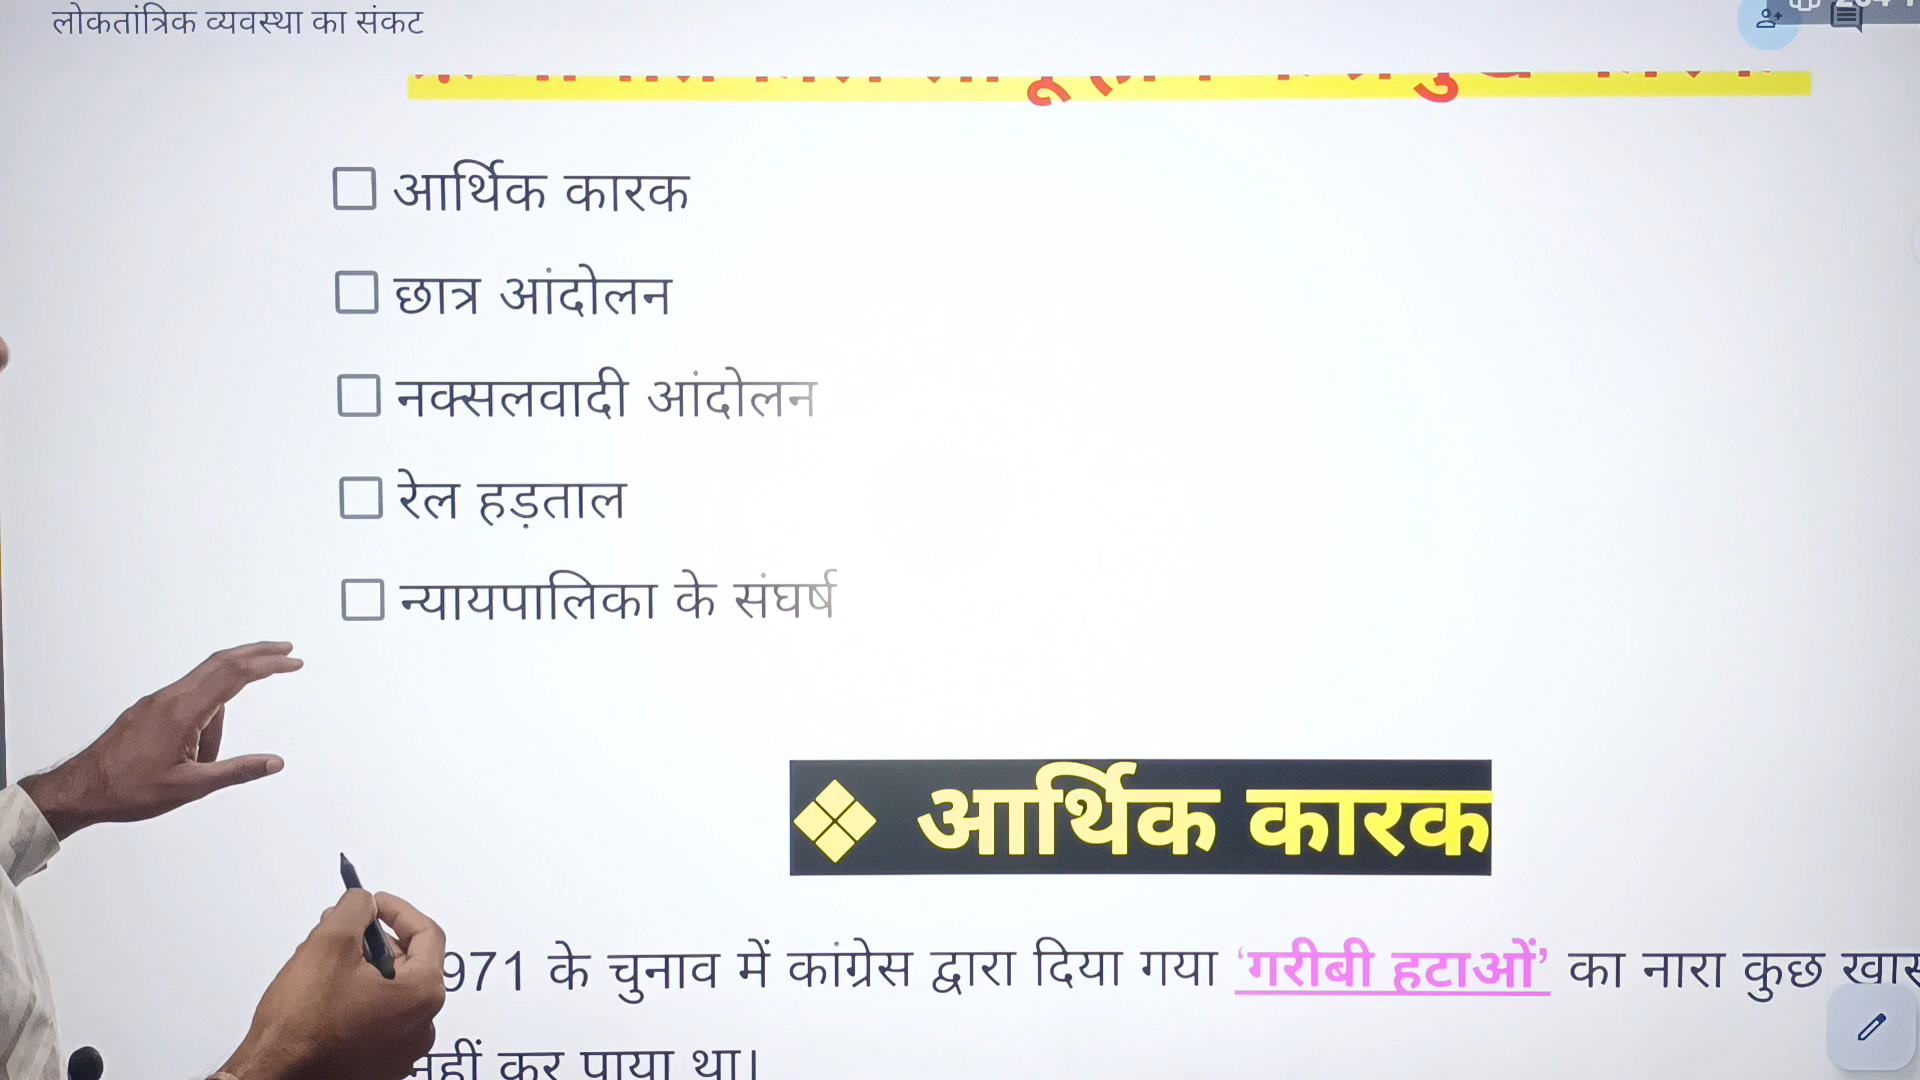 लोकतांत्रिक व्यवस्था का संकट
आर्थिक कारक
छात्र आंदोलन
नक्सलवादी आंदोलन
रेल हड़ताल
न्यायपालिका के संघर्ष
❖ आर्थिक कारक
971 के चुनाव में कांग्रेस द्वारा दिया गया ‘गरीबी हटाओं’ का नारा कुछ
नहीं कर पाया था।